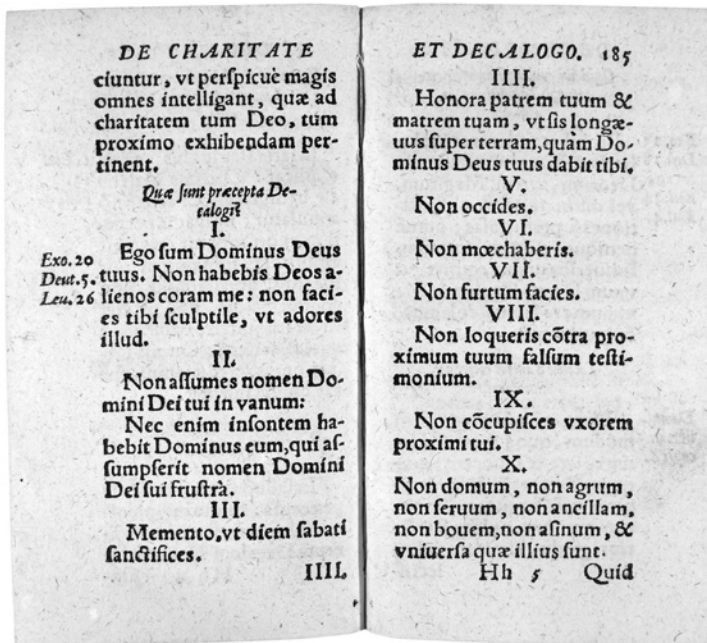 DE CHARITATE
ciuntur, vt perſpicuè magis
omnes intelligant, quæ ad
charitatem tum Deo, tum
proximo exhibendam per-
tinent.
Quæ ſunt præcepta De-
calogi?
I.
Exo. 20
Deut. 5.
Leu. 26
Ego ſum Dominus Deus
tuus. Non habebis Deos a-
lienos coram me: non faci-
es tibi ſculptile, vt adores
illud.
II.
Non aſſumes nomen Do-
mini Dei tui in vanum:
Nec enim inſontem ha-
bebit Dominus eum, qui aſ-
ſumpſerit nomen Domini
Dei ſui fruſtrà.
III.
Memento, vt diem ſabati
ſanctifices.
IIII.
ET DECALOGO. 185
IIII.
Honora patrem tuum &
matrem tuam, vt ſis longæ-
uus ſuper terram, quàm Do-
minus Deus tuus dabit tibi.
V.
Non occides.
VI.
Non mœchaberis.
VII.
Non furtum facies.
VIII.
Non loqueris cõtra pro-
ximum tuum falſum teſti-
monium.
IX.
Non cõcupiſces vxorem
proximi tui.
X.
Non domum, non agrum,
non ſeruum, non ancillam,
non bouem, non aſinum, &
vniuerſa quæ illius ſunt.
Hh 5 Quid